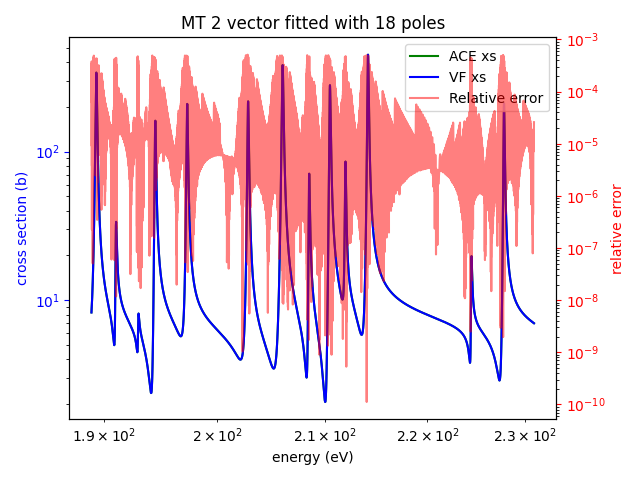 MT 2 vector fitted with 18 poles
ACE xs
VF xs
Relative error
cross section (b)
10²
10¹
relative error
10⁻³
10⁻⁴
10⁻⁵
10⁻⁶
10⁻⁷
10⁻⁸
10⁻⁹
10⁻¹⁰
1.9 × 10² 2 × 10² 2.1 × 10² 2.2 × 10² 2.3 × 10²
energy (eV)